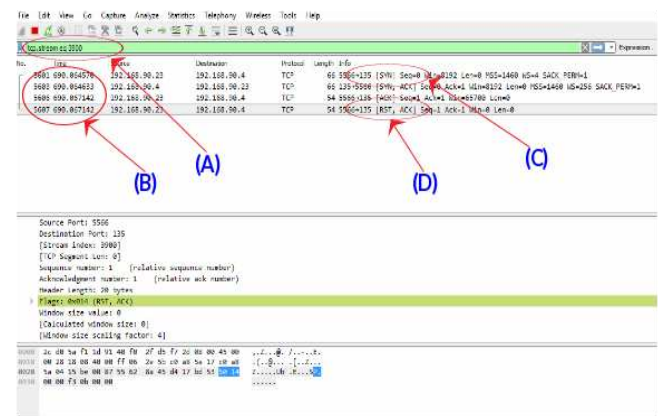 File Edit View Go Capture Analyze Statistics Telephony Wireless Tools Help
tcp.stream eq 3900
Expression
No. Time Source Destination Protocol Length Info
5601 690.064570 192.168.90.23 192.168.90.4 TCP 66 5566→135 [SYN] Seq=0 Win=8192 Len=0 MSS=1460 WS=4 SACK_PERM=1
5603 690.064633 192.168.90.4 192.168.90.23 TCP 66 135→5566 [SYN, ACK] Seq=0 Ack=1 Win=8192 Len=0 MSS=1460 WS=256 SACK_PERM=1
690.067142 192.168.90.23 192.168.90.4 TCP 54 5566→135 [ACK] Seq=1 Ack=1 Win=65700 Len=0
5607 690.067142 192.168.90.23 192.168.90.4 TCP 54 5566→135 [RST, ACK] Seq=1 Ack=1 Win=0 Len=0
(A)
(B)
(C)
(D)
Source Port: 5566
Destination Port: 135
[Stream index: 3900]
[TCP Segment Len: 0]
Sequence number: 1 (relative sequence number)
Acknowledgment number: 1 (relative ack number)
Header Length: 20 bytes
Flags: 0x014 (RST, ACK)
Window size value: 0
[Calculated window size: 0]
[Window size scaling factor: 4]